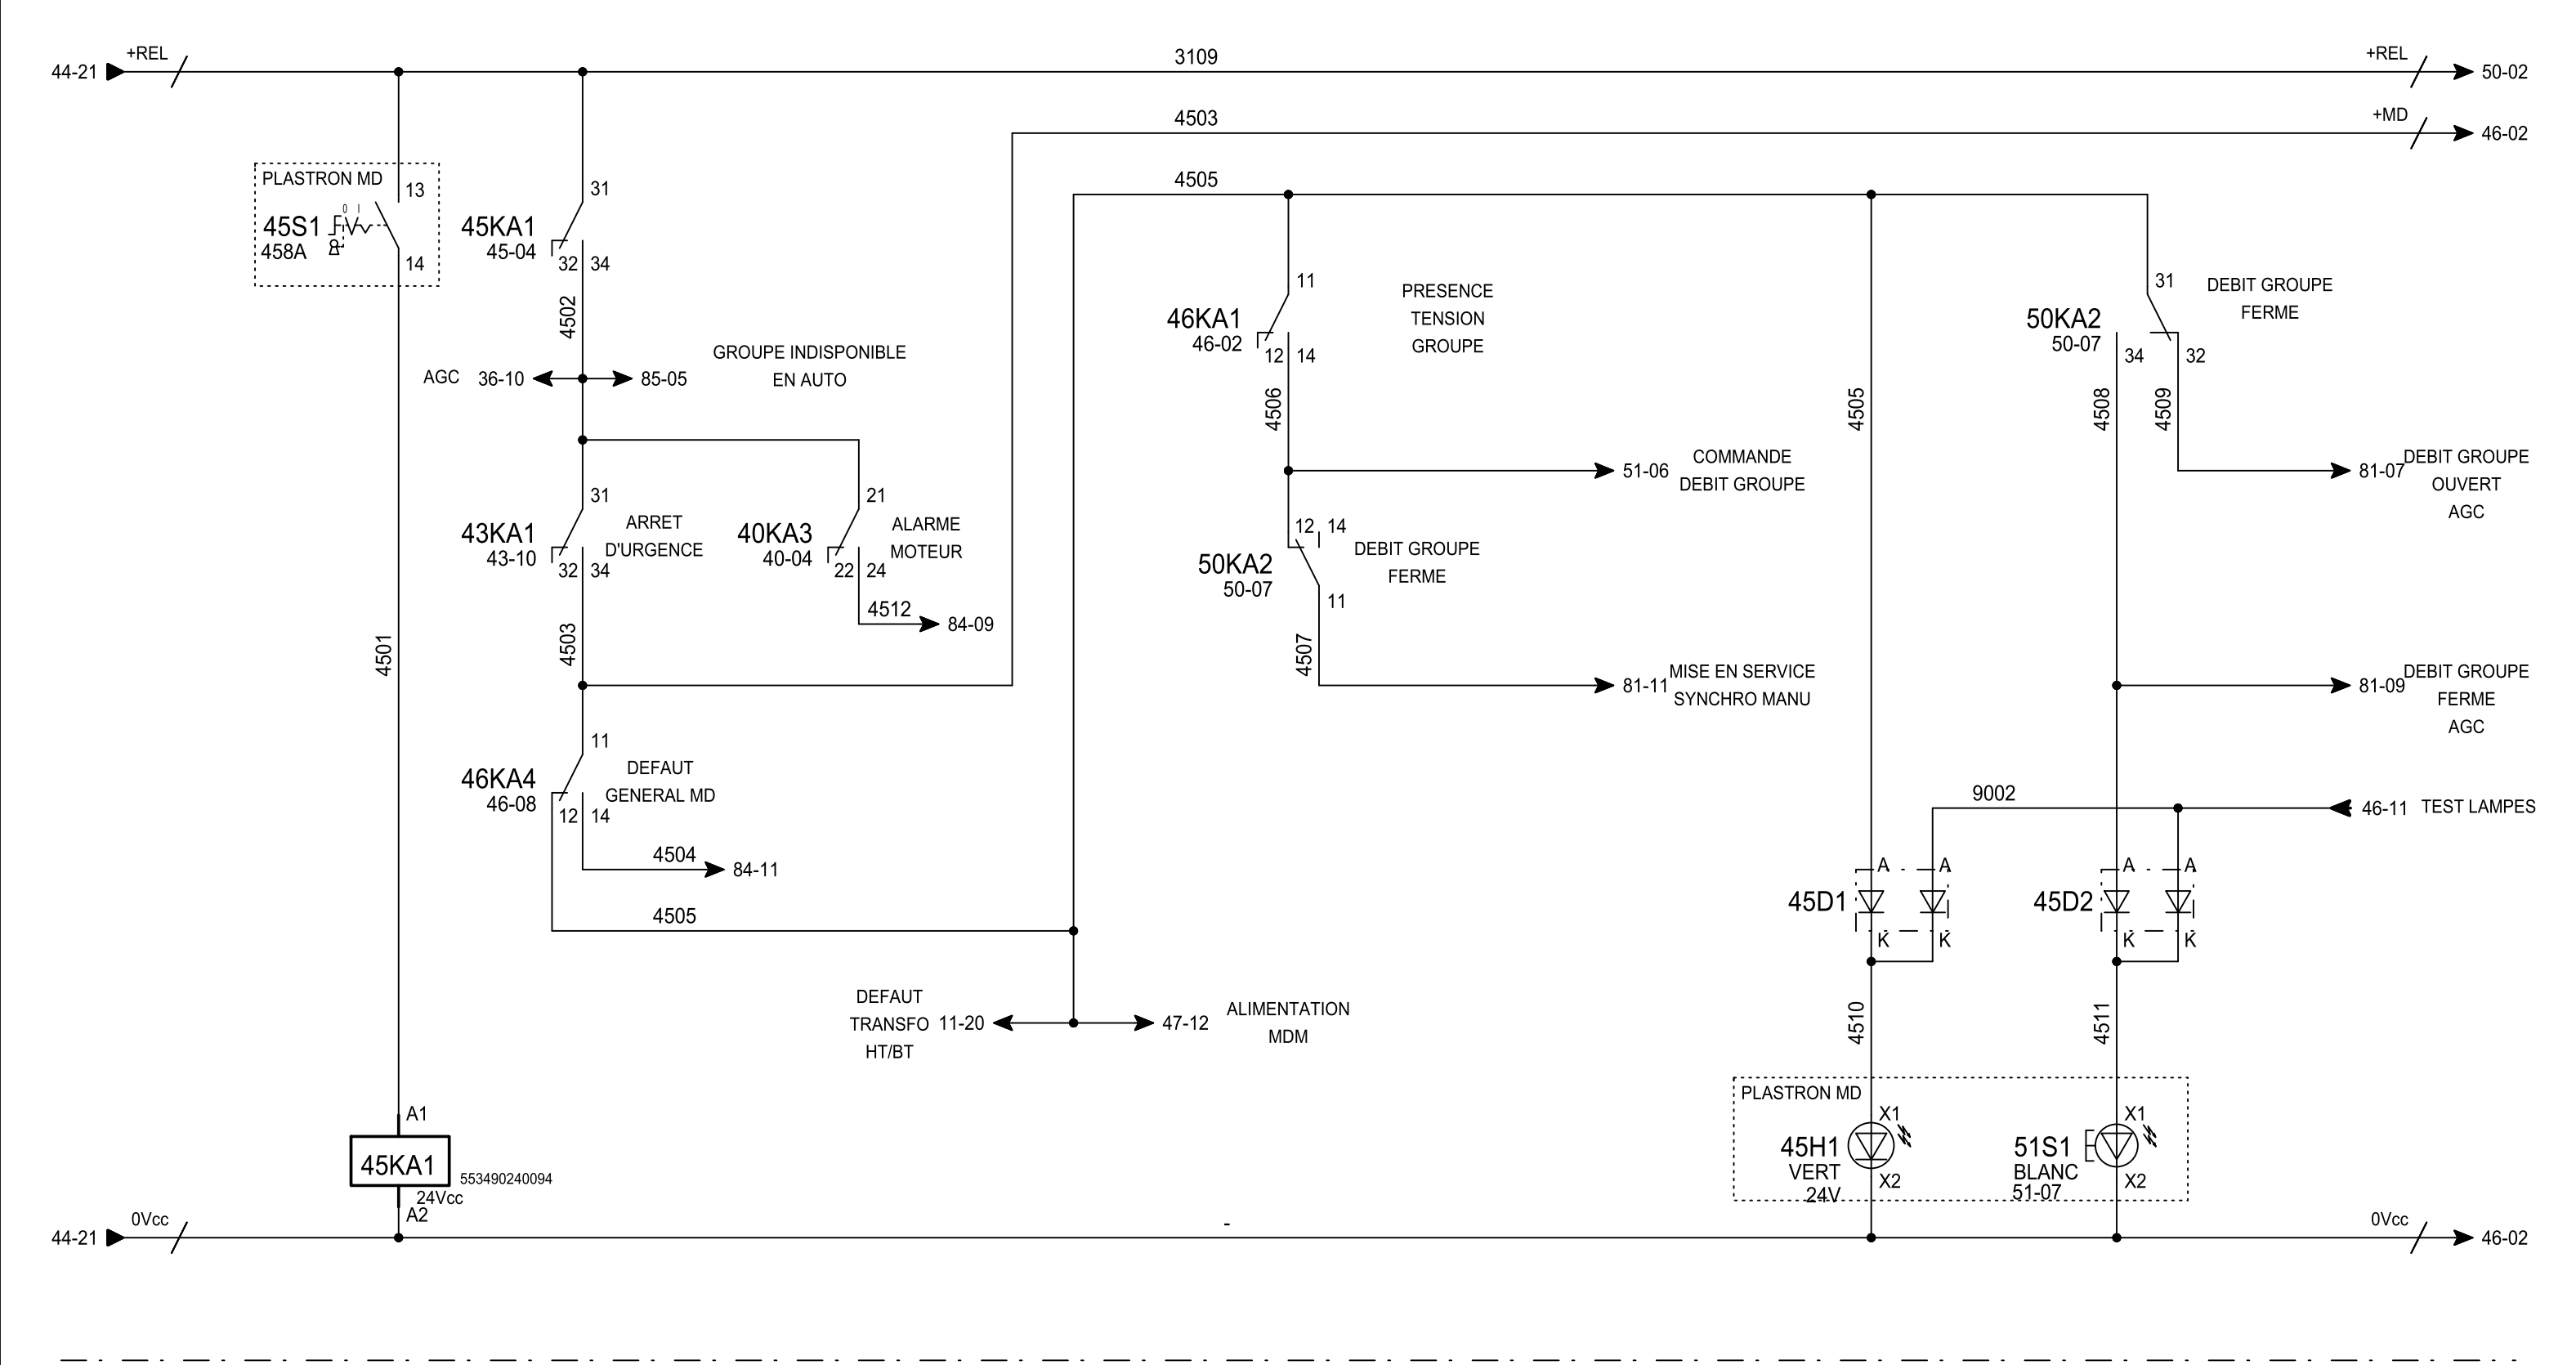 +REL
3109
+REL
44-21
50-02
4503
+MD
46-02
4505
PLASTRON MD
13
0 I
45S1
458A
14
31
45KA1
45-04
32
34
4502
GROUPE INDISPONIBLE
EN AUTO
AGC
36-10
85-05
31
43KA1
43-10
32
34
ARRET
D'URGENCE
21
40KA3
40-04
22
24
ALARME
MOTEUR
4512
84-09
4501
4503
11
46KA4
46-08
12
14
DEFAUT
GENERAL MD
4504
84-11
4505
DEFAUT
TRANSFO
HT/BT
11-20
47-12
ALIMENTATION
MDM
11
46KA1
46-02
12
14
PRESENCE
TENSION
GROUPE
4506
51-06
COMMANDE
DEBIT GROUPE
12
14
50KA2
50-07
11
DEBIT GROUPE
FERME
4507
81-11
MISE EN SERVICE
SYNCHRO MANU
4505
31
50KA2
50-07
34
32
DEBIT GROUPE
FERME
4508
4509
81-07
DEBIT GROUPE
OUVERT
AGC
81-09
DEBIT GROUPE
FERME
AGC
9002
46-11
TEST LAMPES
A
A
45D1
K
K
A
A
45D2
K
K
4510
4511
PLASTRON MD
X1
45H1
VERT
24V
X2
X1
51S1
BLANC
51-07
X2
A1
45KA1
553490240094
24Vcc
A2
0Vcc
44-21
-
0Vcc
46-02